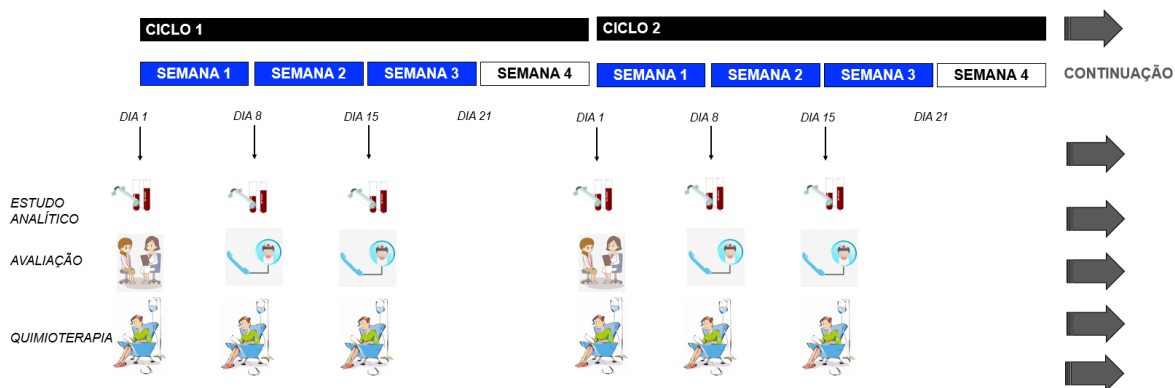 CICLO 1
CICLO 2
SEMANA 1
SEMANA 2
SEMANA 3
SEMANA 4
SEMANA 1
SEMANA 2
SEMANA 3
SEMANA 4
CONTINUAÇÃO
DIA 1
DIA 8
DIA 15
DIA 21
DIA 1
DIA 8
DIA 15
DIA 21
ESTUDO
ANALÍTICO
AVALIAÇÃO
QUIMIOTERAPIA